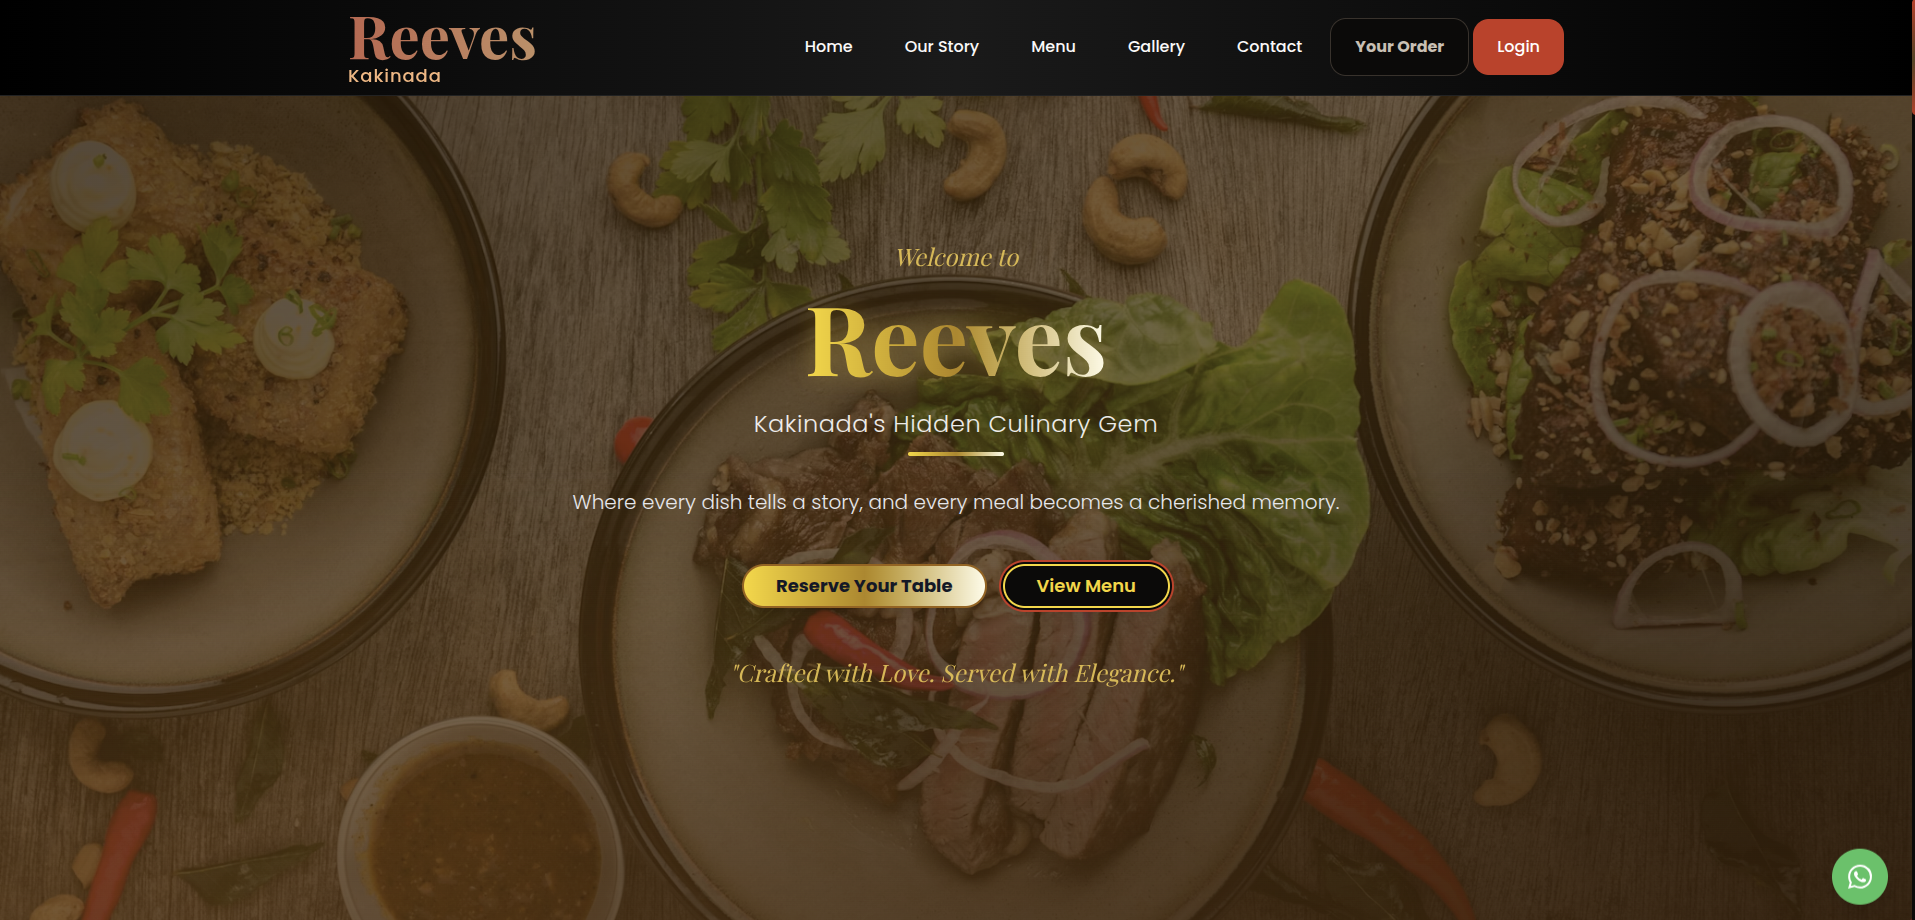 Reeves
Kakinada
Home
Our Story
Menu
Gallery
Contact
Your Order
Login
Welcome to
Reeves
Kakinada's Hidden Culinary Gem
Where every dish tells a story, and every meal becomes a cherished memory.
Reserve Your Table
View Menu
"Crafted with Love. Served with Elegance."